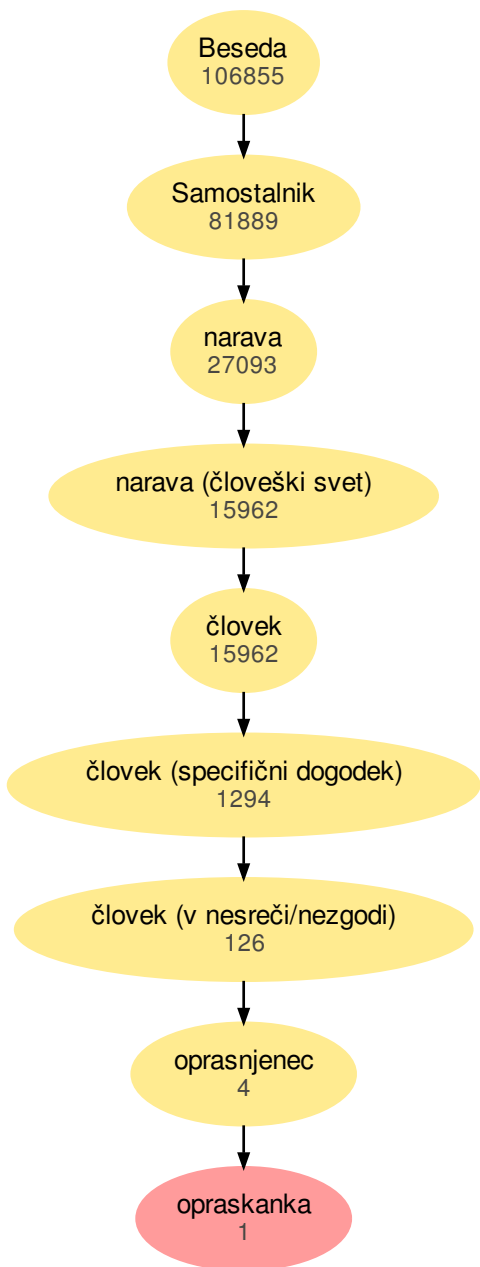 Beseda
106855
Samostalnik
81889
narava
27093
narava (človeški svet)
15962
človek
15962
človek (specifični dogodek)
1294
človek (v nesreči/nezgodi)
126
oprasnjenec
4
opraskanka
1